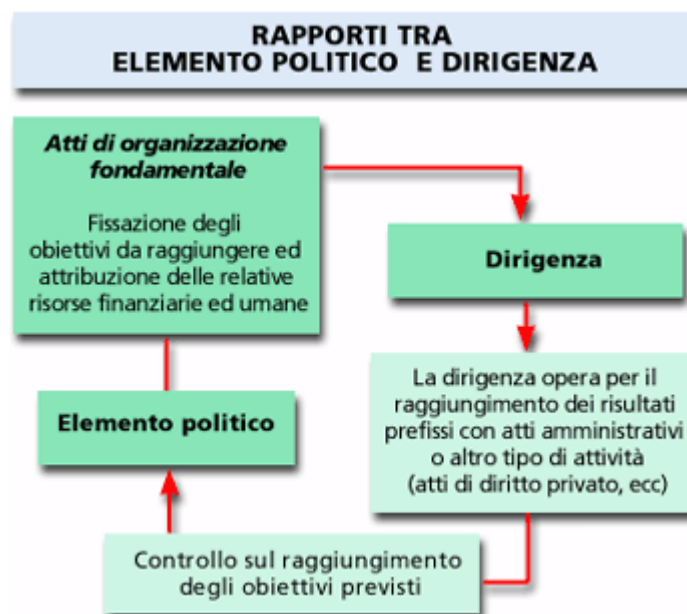 RAPPORTI TRA
ELEMENTO POLITICO E DIRIGENZA
Atti di organizzazione
fondamentale
Fissazione degli
obiettivi da raggiungere ed
attribuzione delle relative
risorse finanziarie ed umane
Dirigenza
La dirigenza opera per il
raggiungimento dei risultati
prefissi con atti amministrativi
o altro tipo di attività
(atti di diritto privato, ecc)
Elemento politico
Controllo sul raggiungimento
degli obiettivi previsti